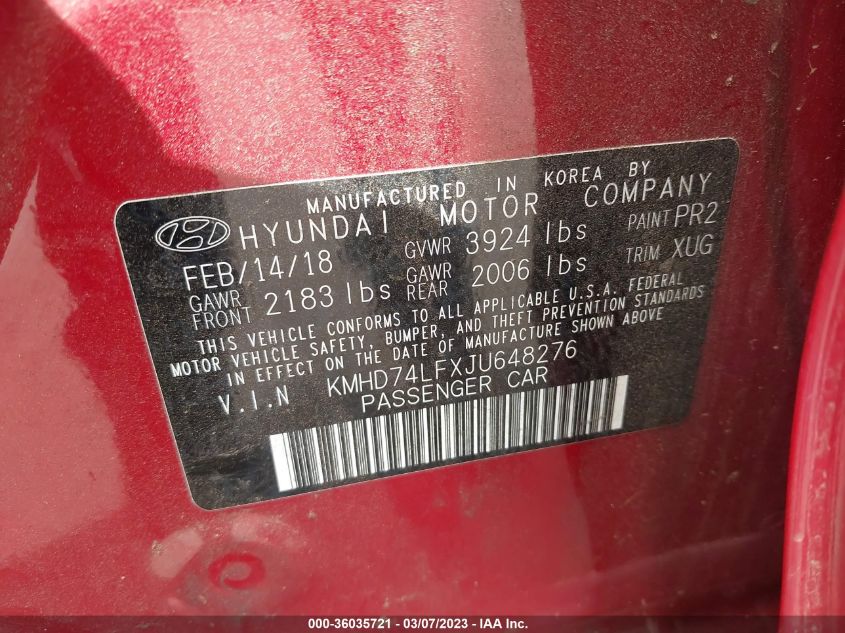 MANUFACTURED IN KOREA BY
HYUNDAI MOTOR COMPANY
FEB/14/18 GVWR 3924 lbs PAINT PR2
GAWR FRONT 2183 lbs GAWR REAR 2006 lbs TRIM XUG
THIS VEHICLE CONFORMS TO ALL APPLICABLE U.S.A. FEDERAL
MOTOR VEHICLE SAFETY, BUMPER, AND THEFT PREVENTION STANDARDS
IN EFFECT ON THE DATE OF MANUFACTURE SHOWN ABOVE
V.I.N KMHD74LFXJU648276
PASSENGER CAR
000-36035721 - 03/07/2023 - IAA Inc.